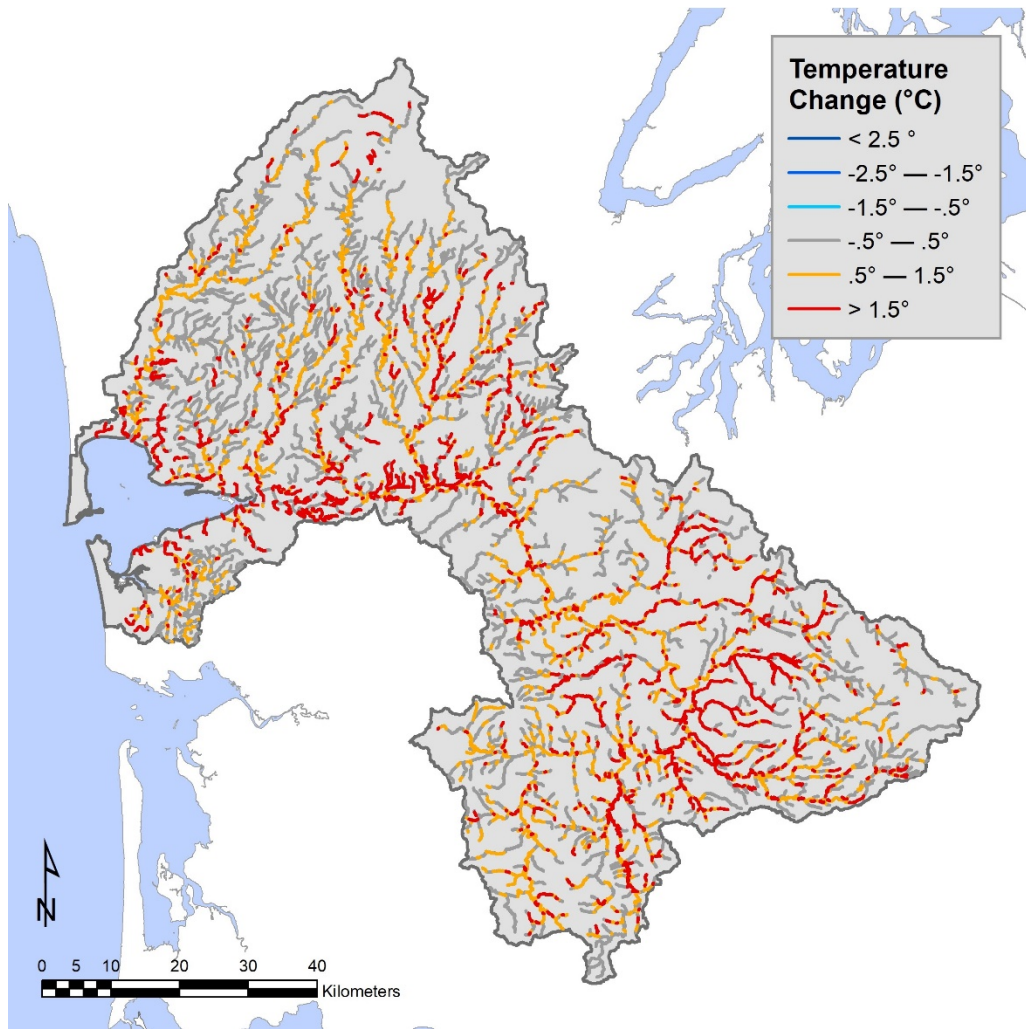 Temperature
Change (°C)
< 2.5 °
-2.5° — -1.5°
-1.5° — -.5°
-.5° — .5°
.5° — 1.5°
> 1.5°
N
0 5 10 20 30 40
Kilometers